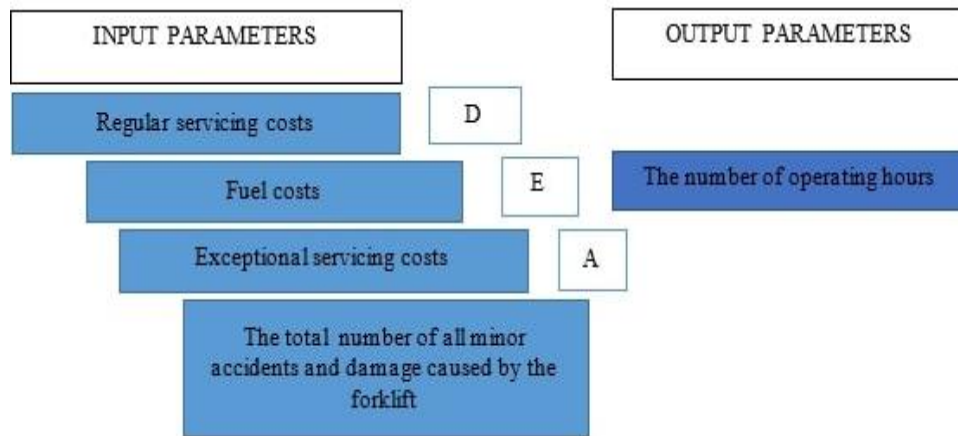 INPUT PARAMETERS
OUTPUT PARAMETERS
Regular servicing costs
D
Fuel costs
E
The number of operating hours
Exceptional servicing costs
A
The total number of all minor
accidents and damage caused by the
forklift